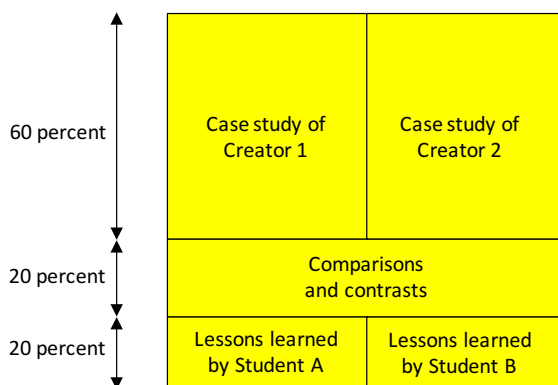 60 percent
Case study of
Creator 1
Case study of
Creator 2
20 percent
Comparisons
and contrasts
20 percent
Lessons learned
by Student A
Lessons learned
by Student B